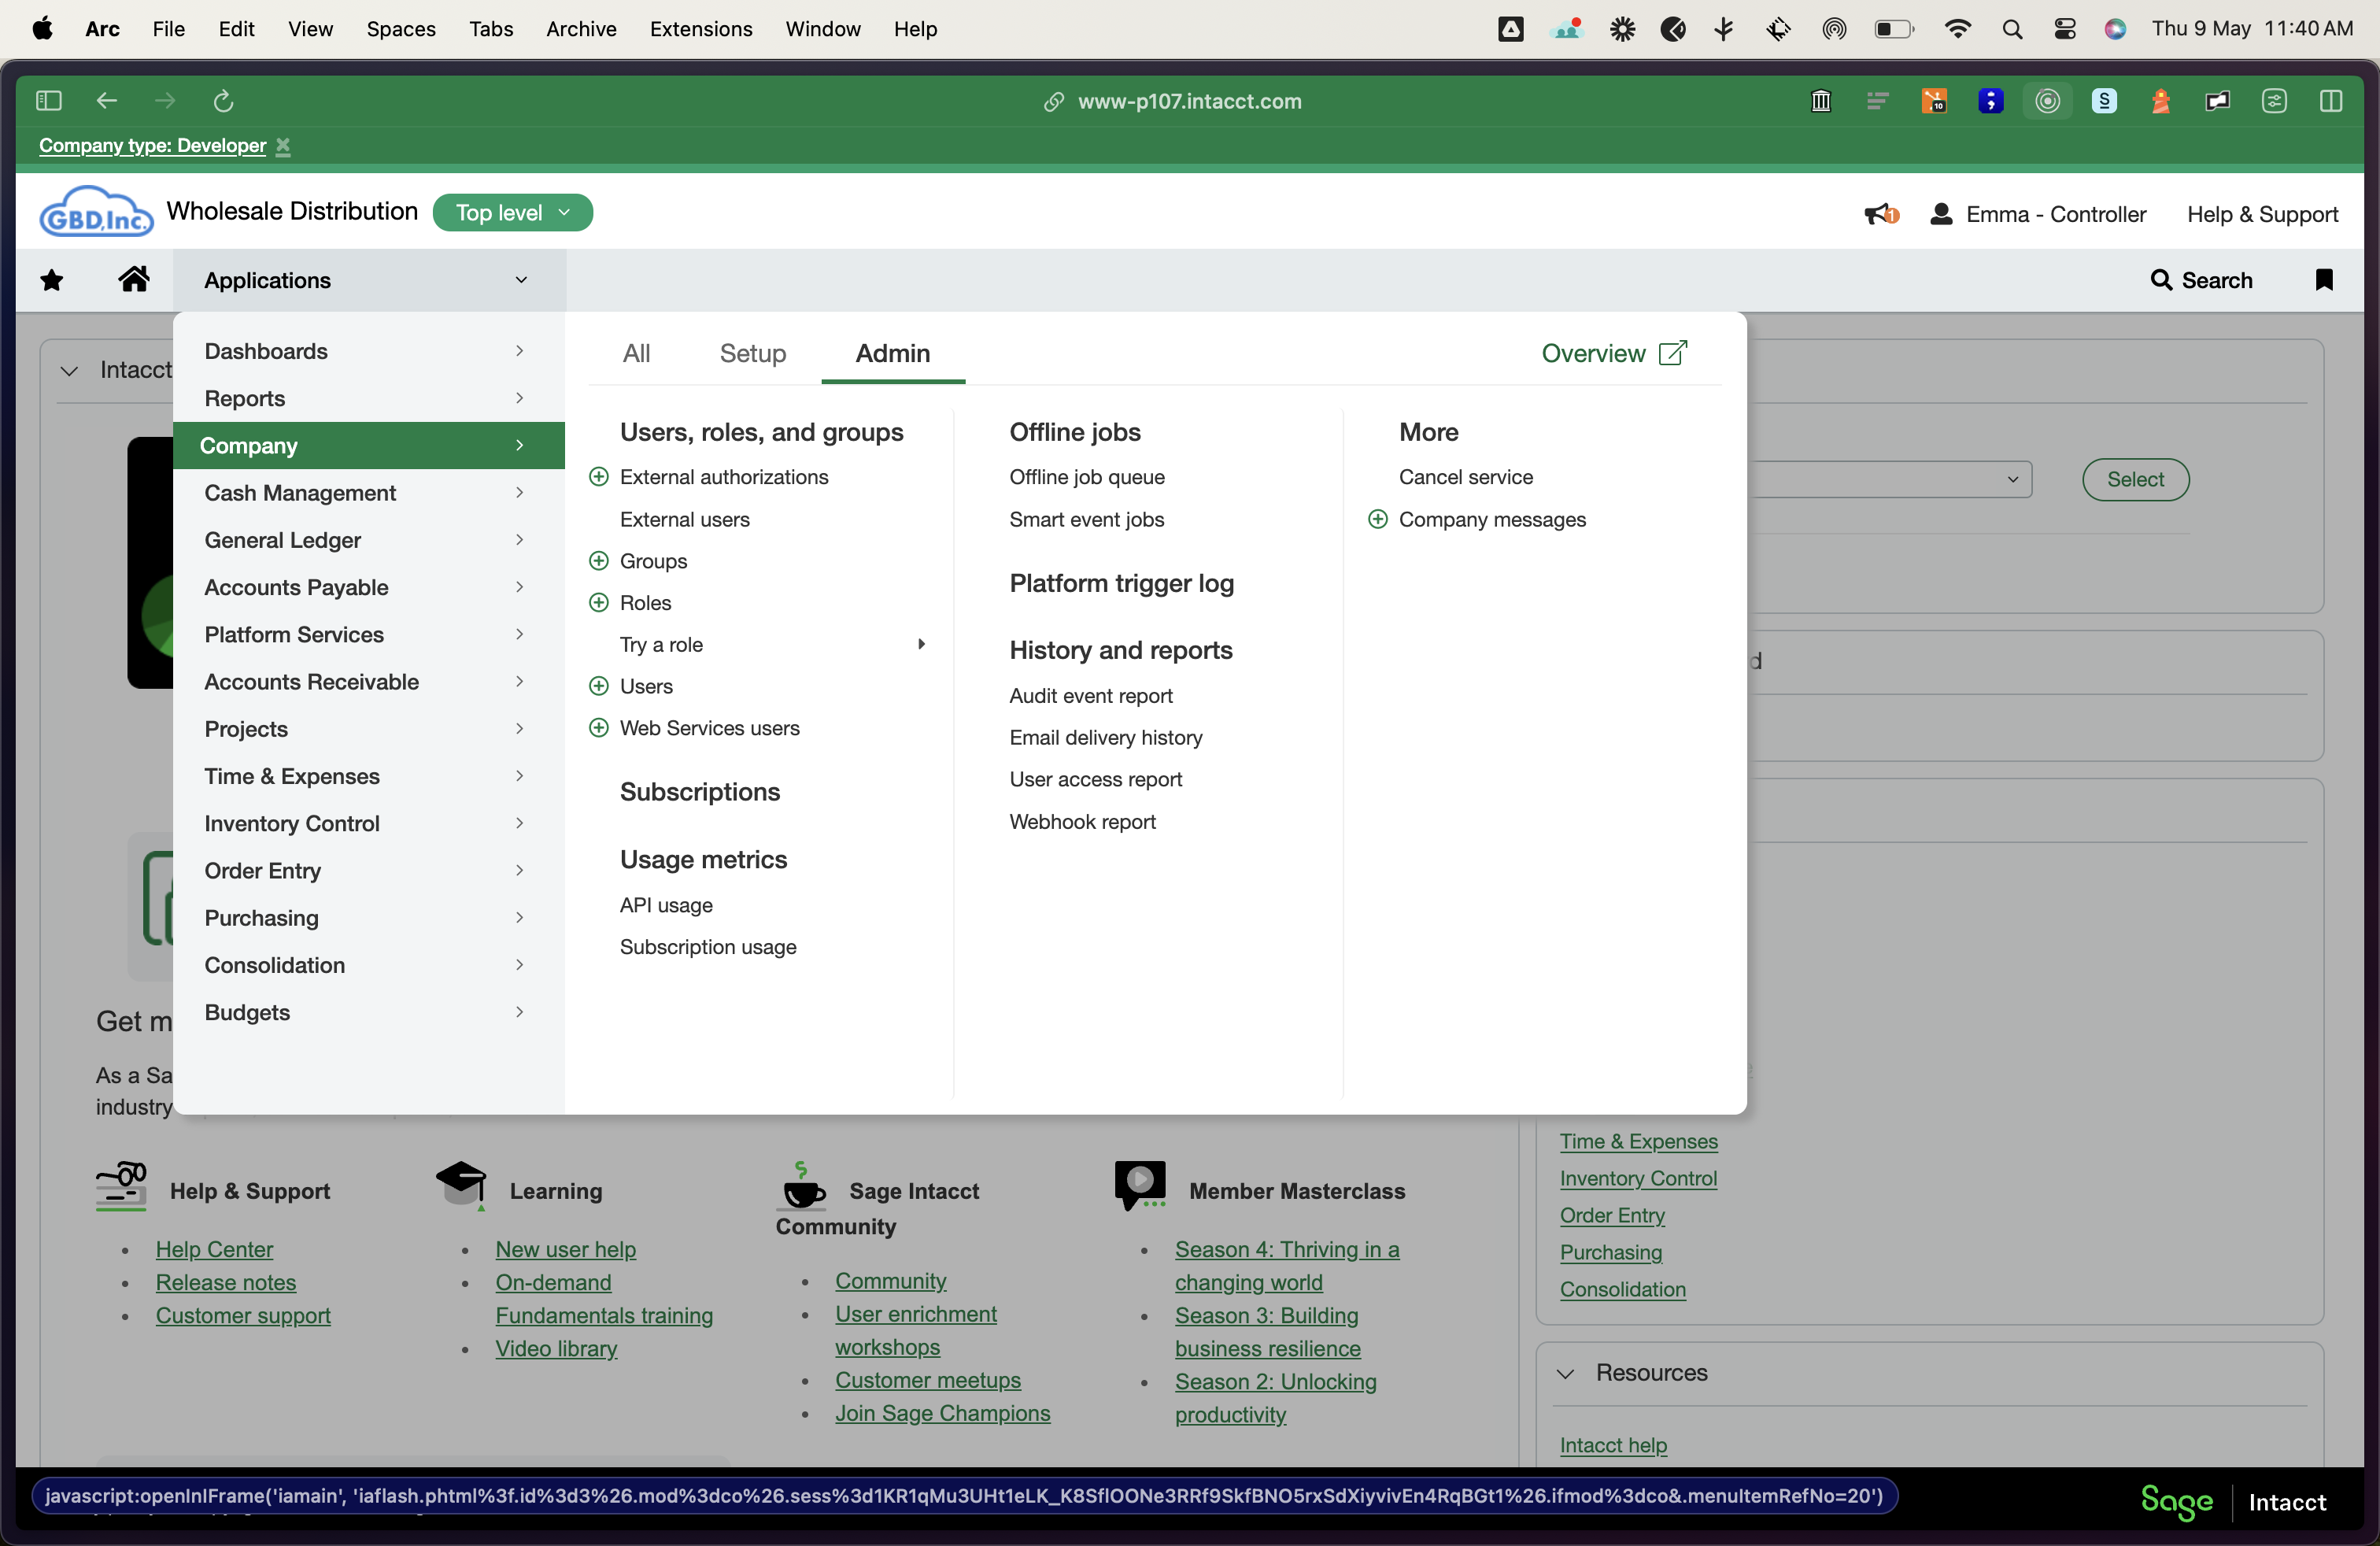 Arc File Edit View Spaces Tabs Archive Extensions Window Help
Thu 9 May 11:40 AM
www-p107.intacct.com
10
S
Company type: Developer
GBD,Inc.
Wholesale Distribution
Top level
1
Emma - Controller
Help & Support
Applications
Search
Dashboards
Reports
Company
Cash Management
General Ledger
Accounts Payable
Platform Services
Accounts Receivable
Projects
Time & Expenses
Inventory Control
Order Entry
Purchasing
Consolidation
Budgets
All
Setup
Admin
Overview
Users, roles, and groups
External authorizations
External users
Groups
Roles
Try a role
Users
Web Services users
Subscriptions
Usage metrics
API usage
Subscription usage
Offline jobs
Offline job queue
Smart event jobs
Platform trigger log
History and reports
Audit event report
Email delivery history
User access report
Webhook report
More
Cancel service
Company messages
Intacct
Select
d
Get m
As a Sa
industry
Help & Support
Help Center
Release notes
Customer support
Learning
New user help
On-demand
Fundamentals training
Video library
Sage Intacct
Community
Community
User enrichment
workshops
Customer meetups
Join Sage Champions
Member Masterclass
Season 4: Thriving in a
changing world
Season 3: Building
business resilience
Season 2: Unlocking
productivity
Time & Expenses
Inventory Control
Order Entry
Purchasing
Consolidation
Resources
Intacct help
javascript:openInIFrame('iamain', 'iaflash.phtml%3f.id%3d3%26.mod%3dco%26.sess%3d1KR1qMu3UHt1eLK_K8SflOONe3RRf9SkfBNO5rxSdXiyvivEn4RqBGt1%26.ifmod%3dco&.menuItemRefNo=20')
Sage Intacct